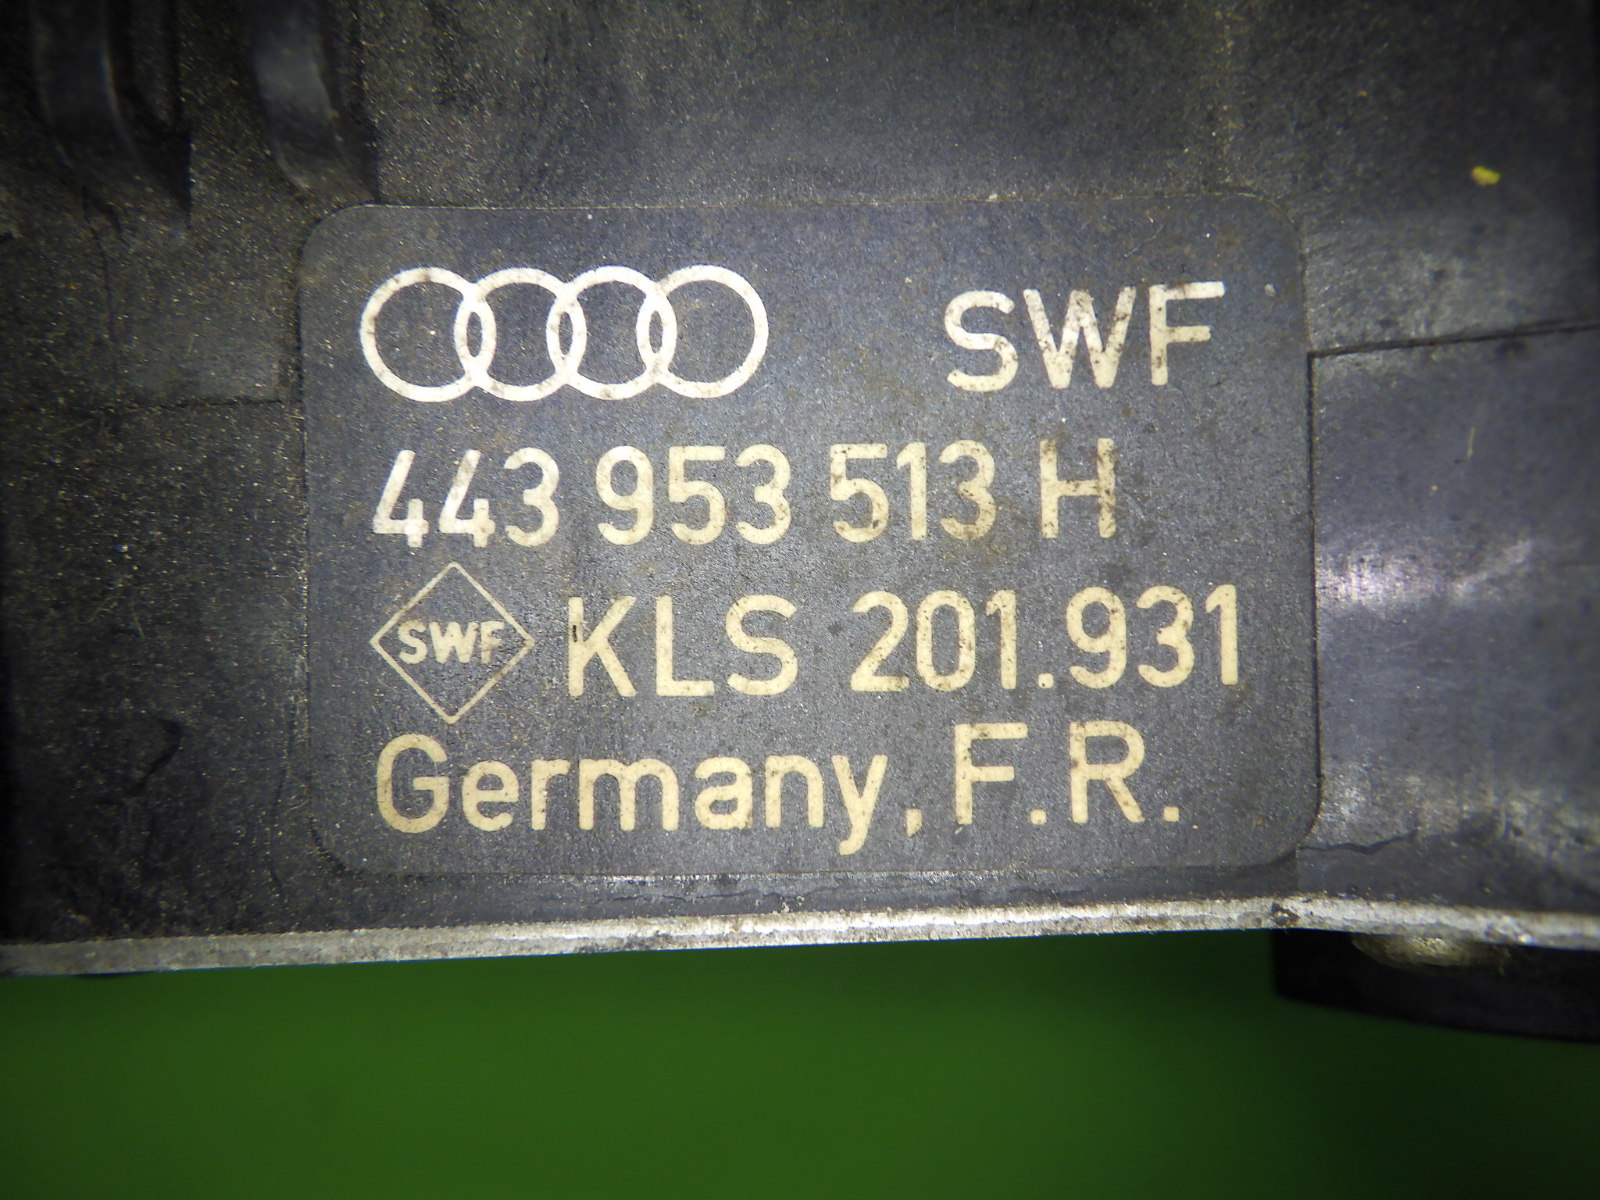 SWF
443 953 513 H
SWF KLS 201.931
Germany, F.R.